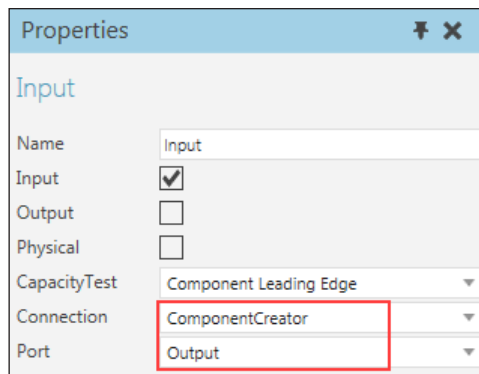 Properties
Input
Name Input
Input
Output
Physical
CapacityTest Component Leading Edge
Connection ComponentCreator
Port Output